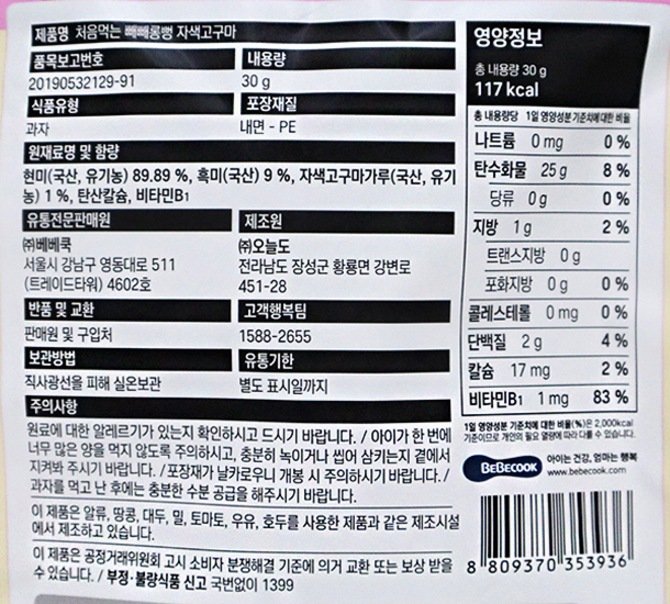 제품명 처음먹는 빼빼롱뻥 자색고구마
품목보고번호
20190532129-91
내용량
30 g
식품유형
과자
포장재질
내면 - PE
원재료명 및 함량
현미(국산, 유기농) 89.89 %, 흑미(국산) 9 %, 자색고구마가루(국산, 유기
농) 1 %, 탄산칼슘, 비타민B1
유통전문판매원
㈜베베쿡
서울시 강남구 영동대로 511
(트레이드타워) 4602호
제조원
㈜오늘도
전라남도 장성군 황룡면 강변로
451-28
반품 및 교환
판매원 및 구입처
고객행복팀
1588-2655
보관방법
직사광선을 피해 실온보관
유통기한
별도 표시일까지
주의사항
원료에 대한 알레르기가 있는지 확인하시고 드시기 바랍니다. / 아이가 한 번에
너무 많은 양을 먹지 않도록 주의하시고, 충분히 녹이거나 씹어 삼키는지 곁에서
지켜봐 주시기 바랍니다. / 포장재가 날카로우니 개봉 시 주의하시기 바랍니다. /
과자를 먹고 난 후에는 충분한 수분 공급을 해주시기 바랍니다.
이 제품은 알류, 땅콩, 대두, 밀, 토마토, 우유, 호두를 사용한 제품과 같은 제조시설
에서 제조하고 있습니다.
이 제품은 공정거래위원회 고시 소비자 분쟁해결 기준에 의거 교환 또는 보상 받을
수 있습니다. / 부정·불량식품 신고 국번없이 1399
영양정보
총 내용량 30 g
117 kcal
총 내용량당 1일 영양성분 기준치에 대한 비율
나트륨 0 mg 0 %
탄수화물 25 g 8 %
당류 0 g 0 %
지방 1 g 2 %
트랜스지방 0 g
포화지방 0 g 0 %
콜레스테롤 0 mg 0 %
단백질 2 g 4 %
칼슘 17 mg 2 %
비타민B1 1 mg 83 %
1일 영양성분 기준치에 대한 비율(%)은 2,000kcal
기준이므로 개인의 필요 열량에 따라 다를 수 있습니다.
BeBeCOOK 아이는 건강, 엄마는 행복
www.bebecook.com
8 809370 353936